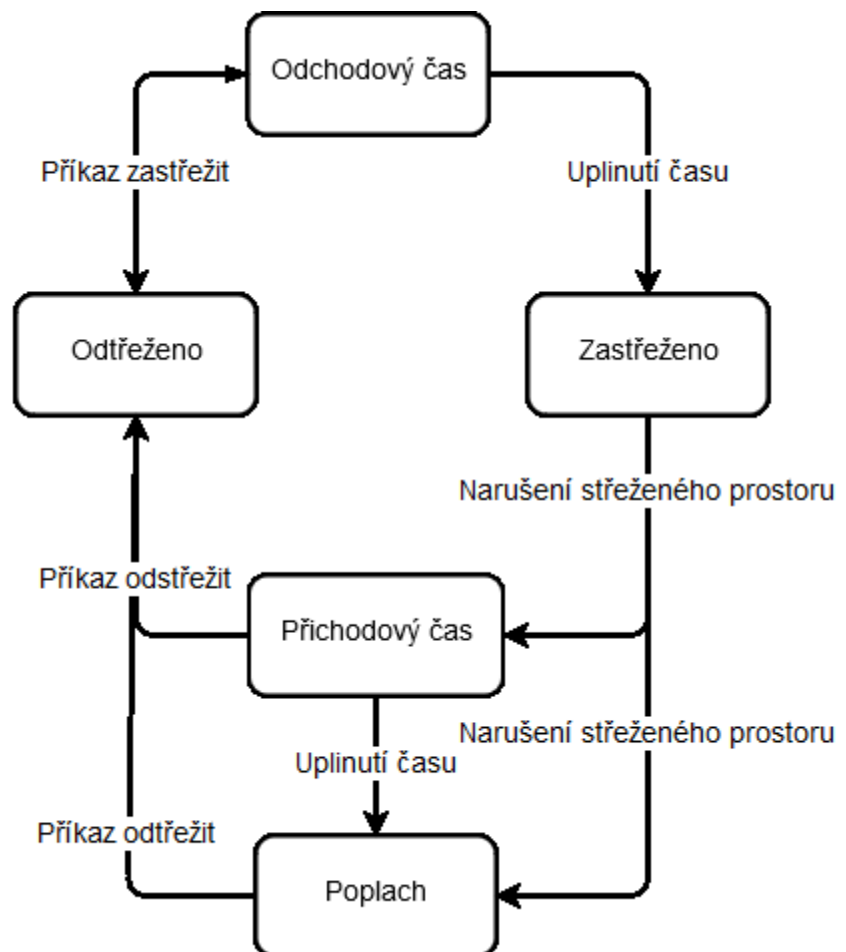 Odchodový čas
Příkaz zastřežit
Uplinutí času
Odtřeženo
Zastřeženo
Narušení střeženého prostoru
Příkaz odstřežit
Přichodový čas
Narušení střeženého prostoru
Uplinutí času
Příkaz odtřežit
Poplach